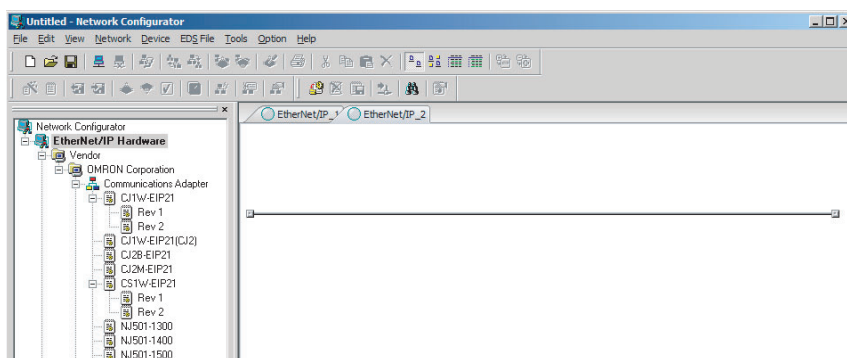 Untitled - Network Configurator
File Edit View Network Device EDS File Tools Option Help
EtherNet/IP_1 EtherNet/IP_2
Network Configurator
EtherNet/IP Hardware
Vendor
OMRON Corporation
Communications Adapter
CJ1W-EIP21
Rev 1
Rev 2
CJ1W-EIP21(CJ2)
CJ2B-EIP21
CJ2M-EIP21
CS1W-EIP21
Rev 1
Rev 2
NJ501-1300
NJ501-1400
NJ501-1500